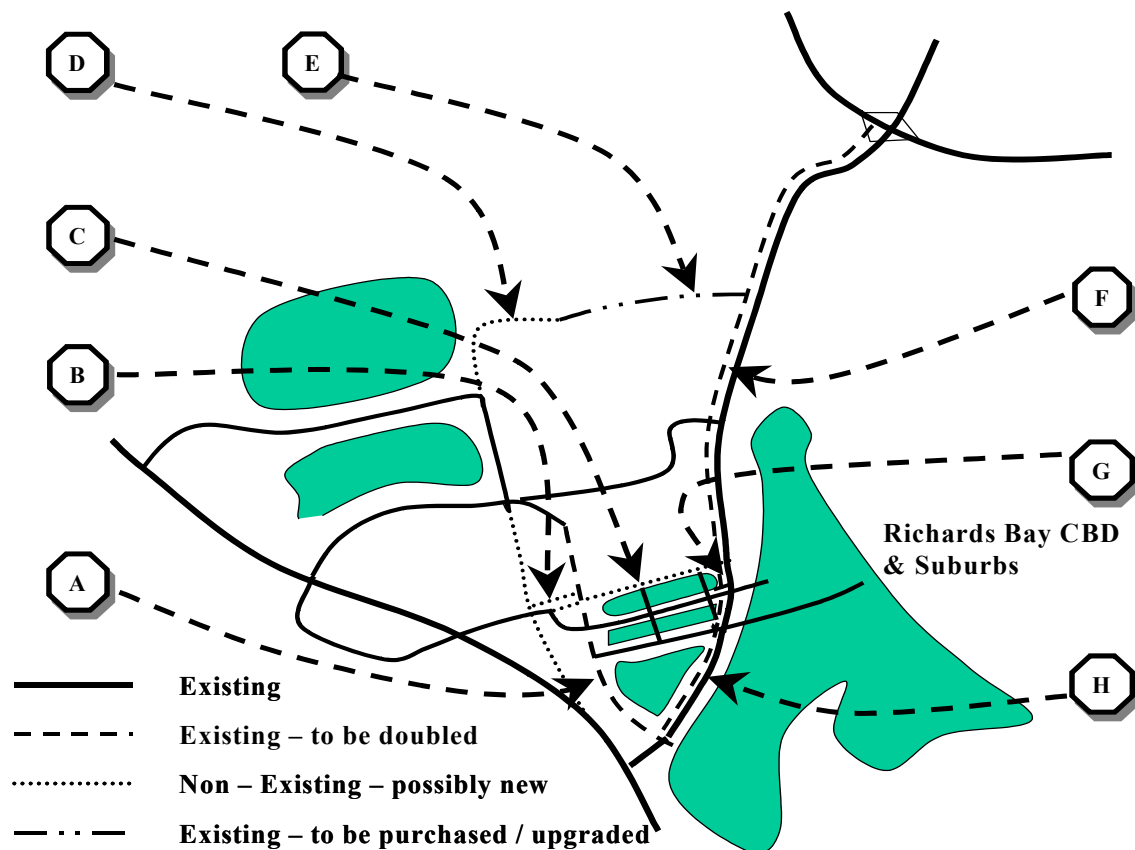 D
E
C
F
B
G
Richards Bay CBD
& Suburbs
A
H
Existing
Existing – to be doubled
Non – Existing – possibly new
Existing – to be purchased / upgraded